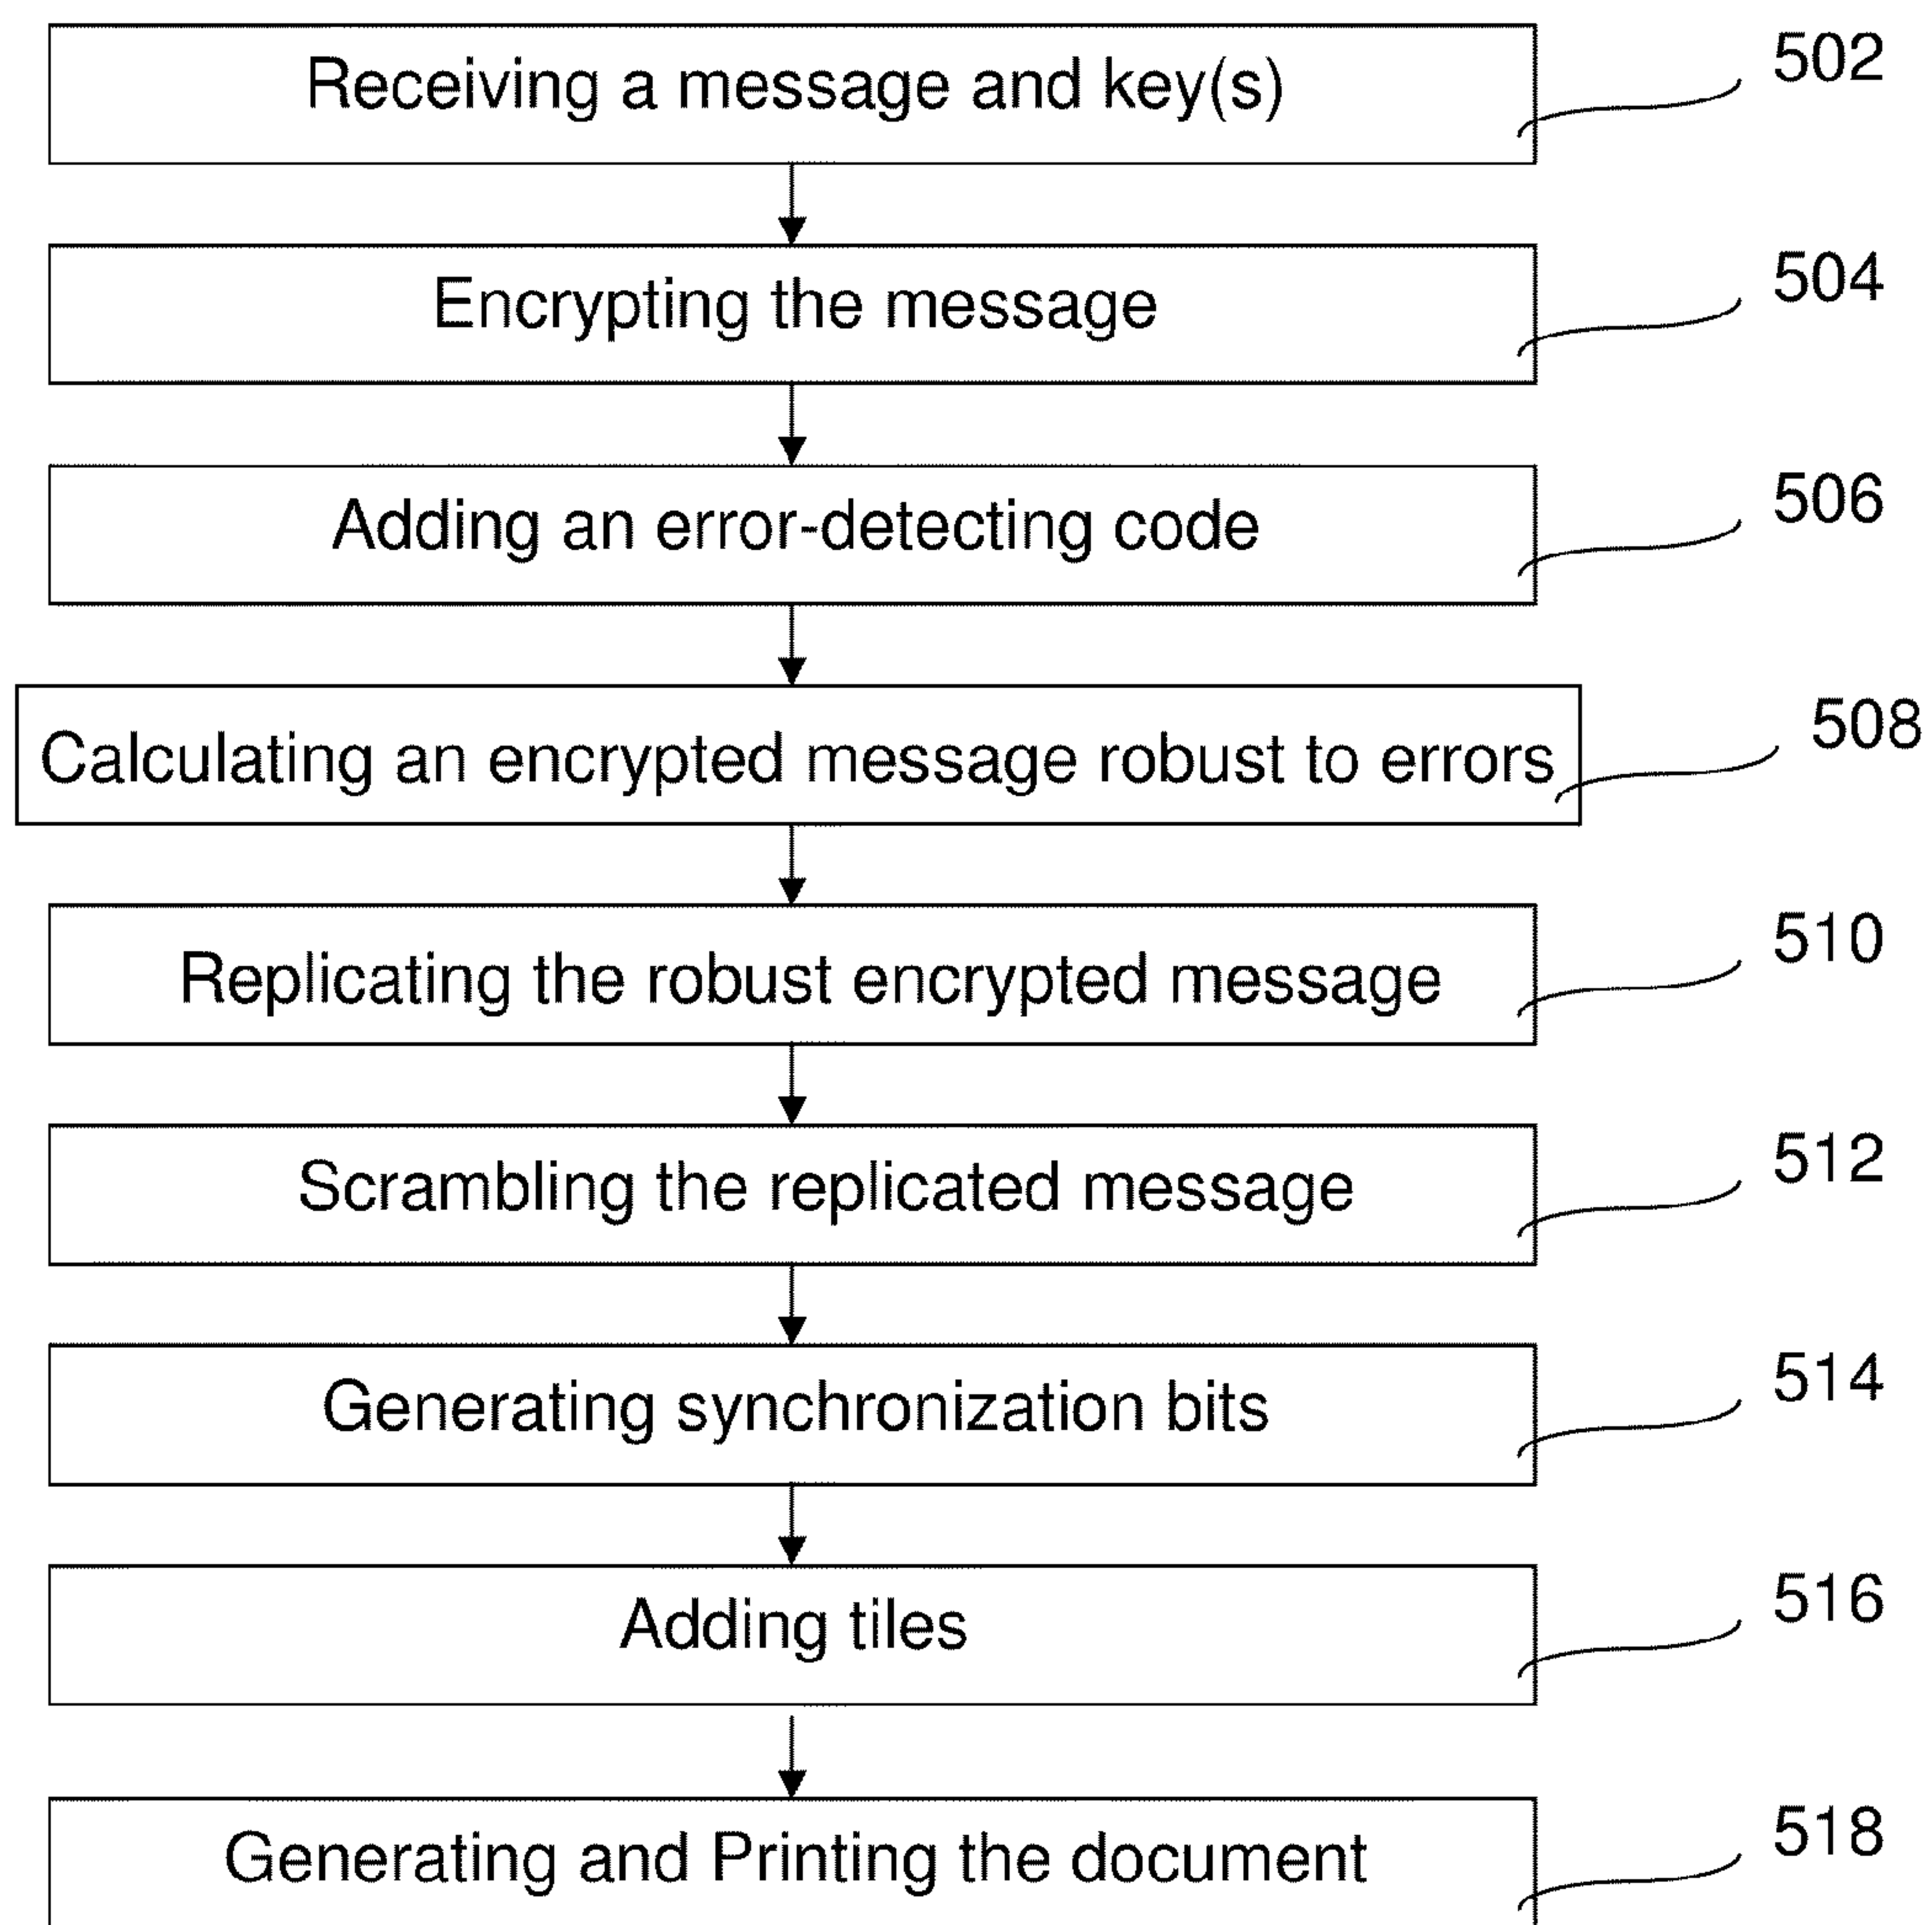 Receiving a message and key(s)
502
Encrypting the message
504
Adding an error-detecting code
506
Calculating an encrypted message robust to errors
508
Replicating the robust encrypted message
510
Scrambling the replicated message
512
Generating synchronization bits
514
Adding tiles
516
Generating and Printing the document
518